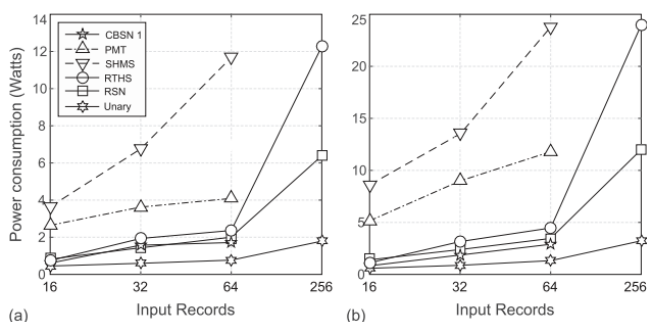 14
12
10
8
6
4
2
0
Power consumption (Watts)
CBSN 1
PMT
SHMS
RTHS
RSN
Unary
16
32
64
256
Input Records
(a)
25
20
15
10
5
0
16
32
64
256
Input Records
(b)